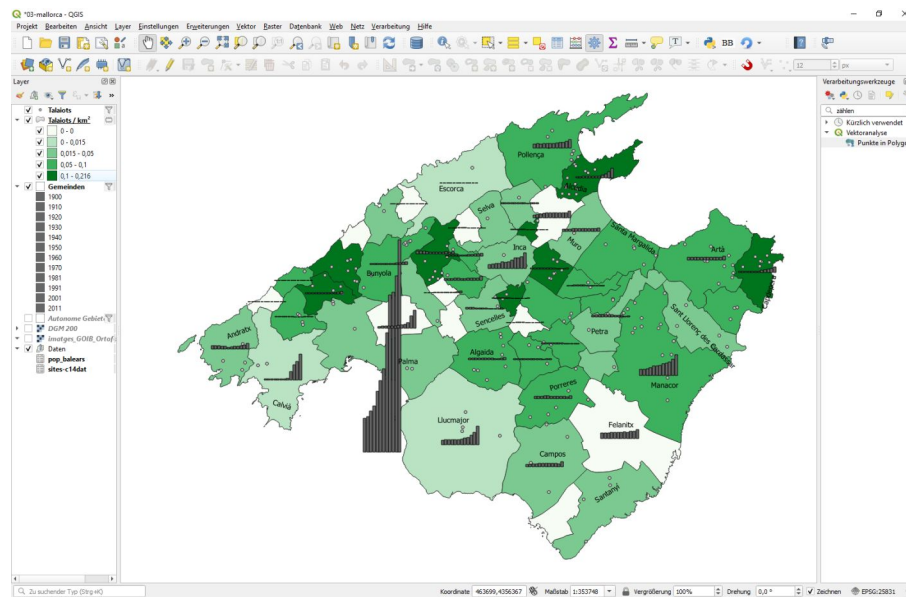 *03-mallorca - QGIS
Projekt Bearbeiten Ansicht Layer Einstellungen Erweiterungen Vektor Raster Datenbank Web Netz Verarbeitung Hilfe
BB
12 px
Layer
Talaiots
Talaiots / km²
0 - 0
0 - 0,015
0,015 - 0,05
0,05 - 0,1
0,1 - 0,216
Gemeinden
1900
1910
1920
1930
1940
1950
1960
1970
1981
1991
2001
2011
Autonome Gebiet
DGM 200
imatges_GOIB_Ortof
Daten
pop_balears
sites-c14dat
Pollença
Alcúdia
Escorca
Selva
Santa Margalida
Muro
Artà
Inca
Bunyola
Sant Llorenç des Cardassar
Sencelles
Petra
Andratx
Palma
Algaida
Manacor
Calvià
Porreres
Llucmajor
Felanitx
Campos
Santanyí
Verarbeitungswerkzeuge
zählen
Kürzlich verwendet
Vektoranalyse
Punkte in Polyg
Zu suchender Typ (Strg+K)
Koordinate 463699,4356367 Maßstab 1:353748 Vergrößerung 100% Drehung 0,0 ° Zeichnen EPSG:25831